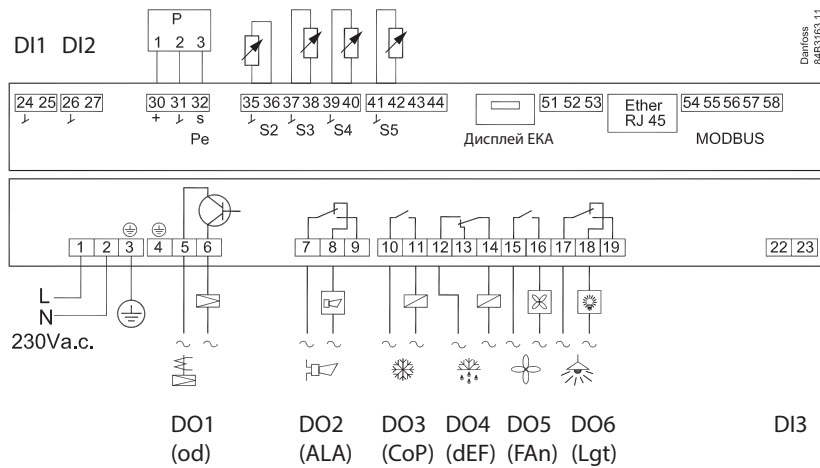 P
DI1 DI2
1 2 3
Danfoss
84B3163.11
24 25 26 27 30 31 32 35 36 37 38 39 40 41 42 43 44 51 52 53 Ether 54 55 56 57 58
RJ 45
+ s S2 S3 S4 S5
Pe Дисплей EKA MODBUS
1 2 3 4 5 6 7 8 9 10 11 12 13 14 15 16 17 18 19 22 23
L
N
230Va.c.
DO1 DO2 DO3 DO4 DO5 DO6 DI3
(od) (ALA) (CoP) (dEF) (FAn) (Lgt)